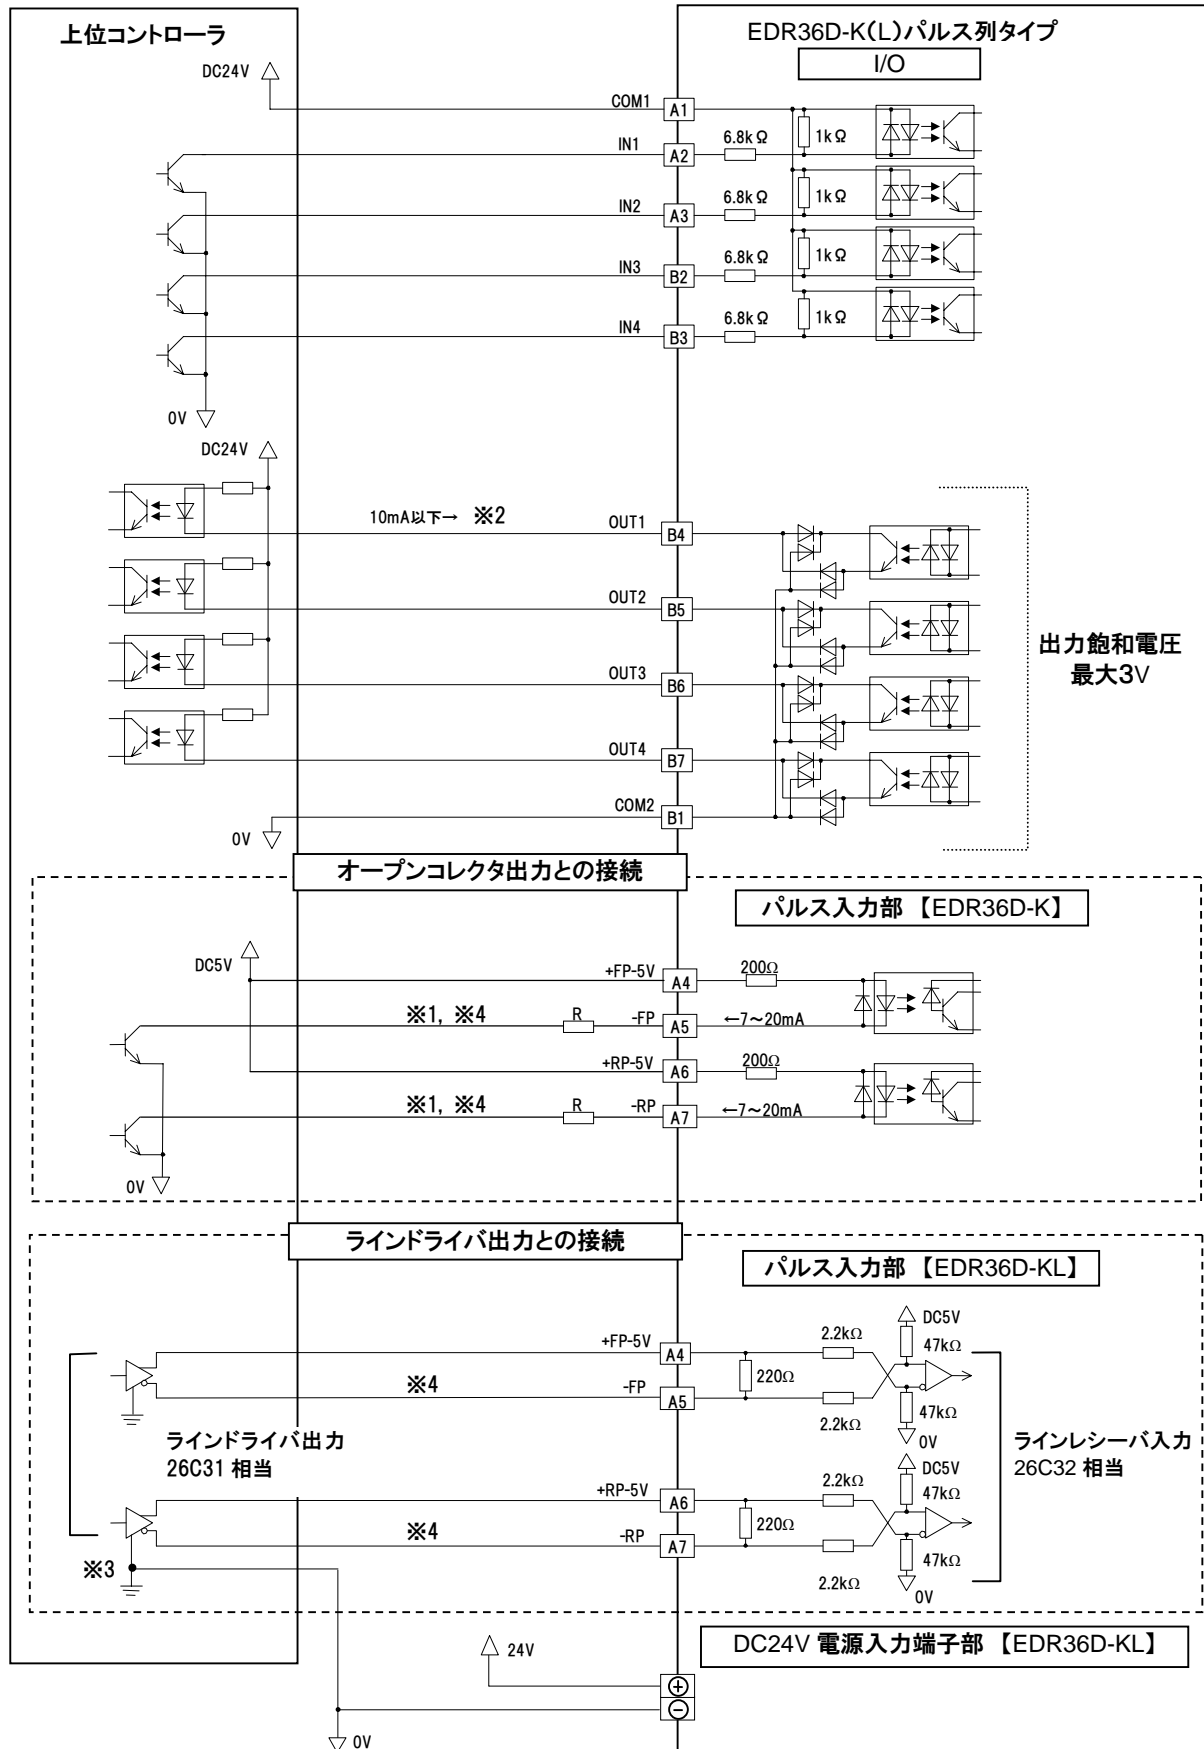 上位コントローラ
EDR36D-K(L)パルス列タイプ
I/O
DC24V
COM1
A1
IN1
A2
6.8kΩ
1kΩ
IN2
A3
6.8kΩ
1kΩ
IN3
B2
6.8kΩ
1kΩ
IN4
B3
6.8kΩ
1kΩ
0V
DC24V
10mA以下→ ※2
OUT1
B4
OUT2
B5
OUT3
B6
OUT4
B7
COM2
B1
0V
出力飽和電圧
最大3V
オープンコレクタ出力との接続
パルス入力部 【EDR36D-K】
DC5V
+FP-5V
A4
200Ω
※1, ※4
R
-FP
A5
←7~20mA
+RP-5V
A6
200Ω
※1, ※4
R
-RP
A7
←7~20mA
0V
ラインドライバ出力との接続
パルス入力部 【EDR36D-KL】
DC5V
+FP-5V
A4
2.2kΩ
47kΩ
220Ω
※4
-FP
A5
2.2kΩ
47kΩ
0V
ラインドライバ出力
26C31 相当
ラインレシーバ入力
26C32 相当
DC5V
+RP-5V
A6
2.2kΩ
47kΩ
220Ω
※4
-RP
A7
2.2kΩ
47kΩ
0V
※3
DC24V 電源入力端子部 【EDR36D-KL】
24V
+
−
0V